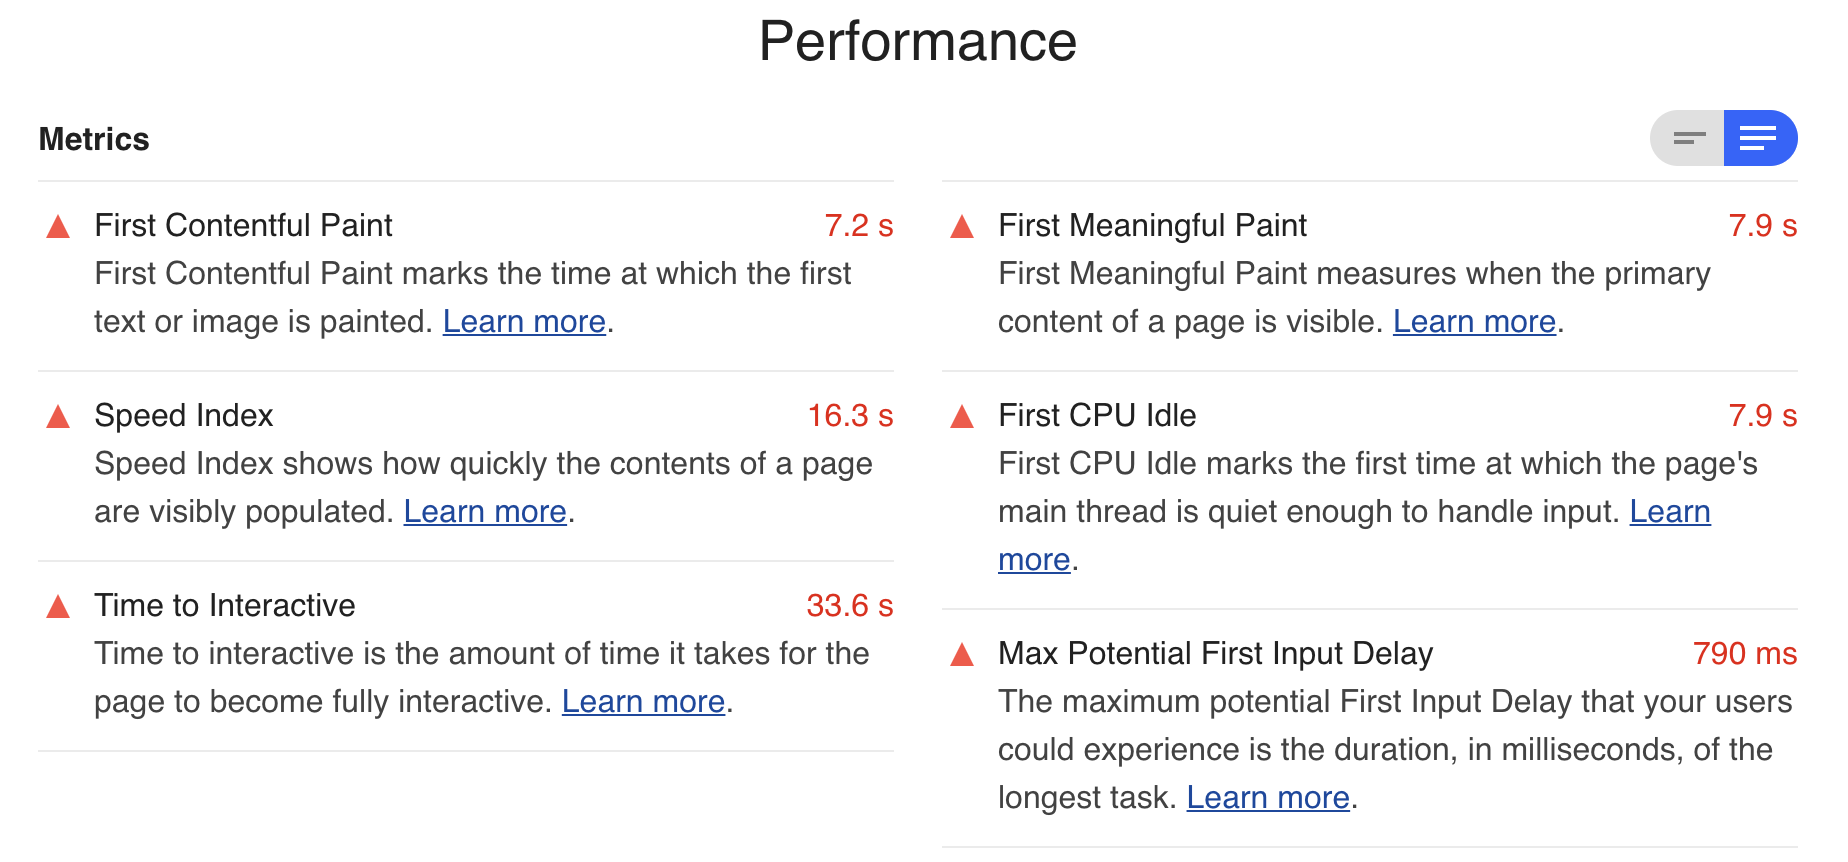 Performance
Metrics
First Contentful Paint 7.2 s
First Contentful Paint marks the time at which the first
text or image is painted. Learn more.
Speed Index 16.3 s
Speed Index shows how quickly the contents of a page
are visibly populated. Learn more.
Time to Interactive 33.6 s
Time to interactive is the amount of time it takes for the
page to become fully interactive. Learn more.
First Meaningful Paint 7.9 s
First Meaningful Paint measures when the primary
content of a page is visible. Learn more.
First CPU Idle 7.9 s
First CPU Idle marks the first time at which the page's
main thread is quiet enough to handle input. Learn
more.
Max Potential First Input Delay 790 ms
The maximum potential First Input Delay that your users
could experience is the duration, in milliseconds, of the
longest task. Learn more.